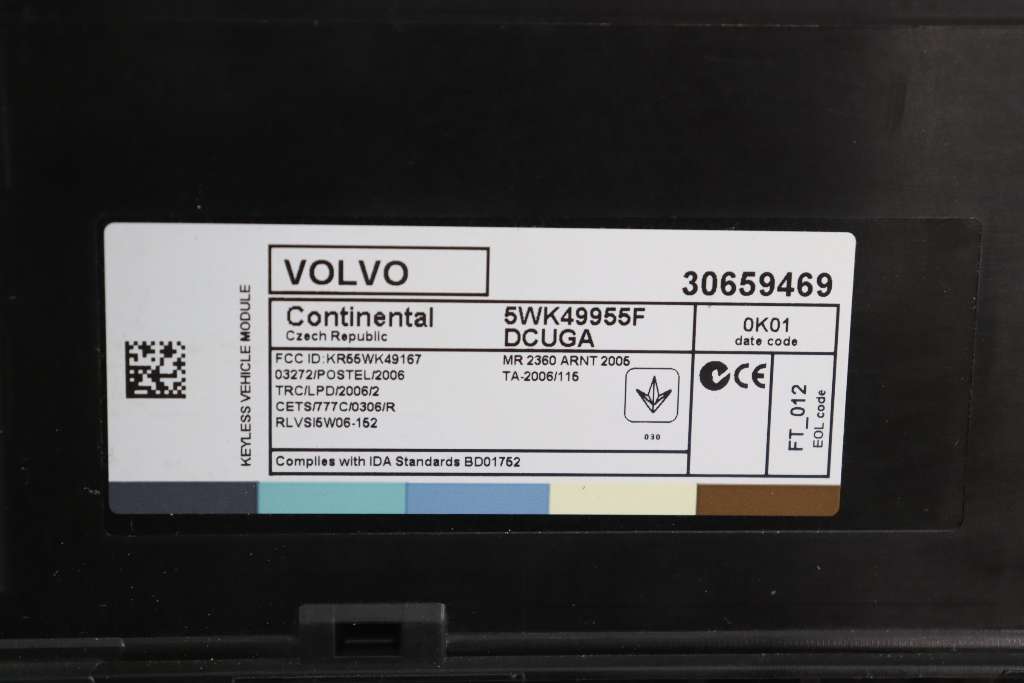 VOLVO
30659469
KEYLESS VEHICLE MODULE
Continental
Czech Republic
5WK49955F
DCUGA
0K01
date code
FCC ID:KR55WK49167
03272/POSTEL/2006
TRC/LPD/2006/2
CETS/777C/0306/R
RLVSI5W06-152
MR 2360 ARNT 2005
TA-2006/115
030
CE
FT_012
EOL code
Complies with IDA Standards BD01752